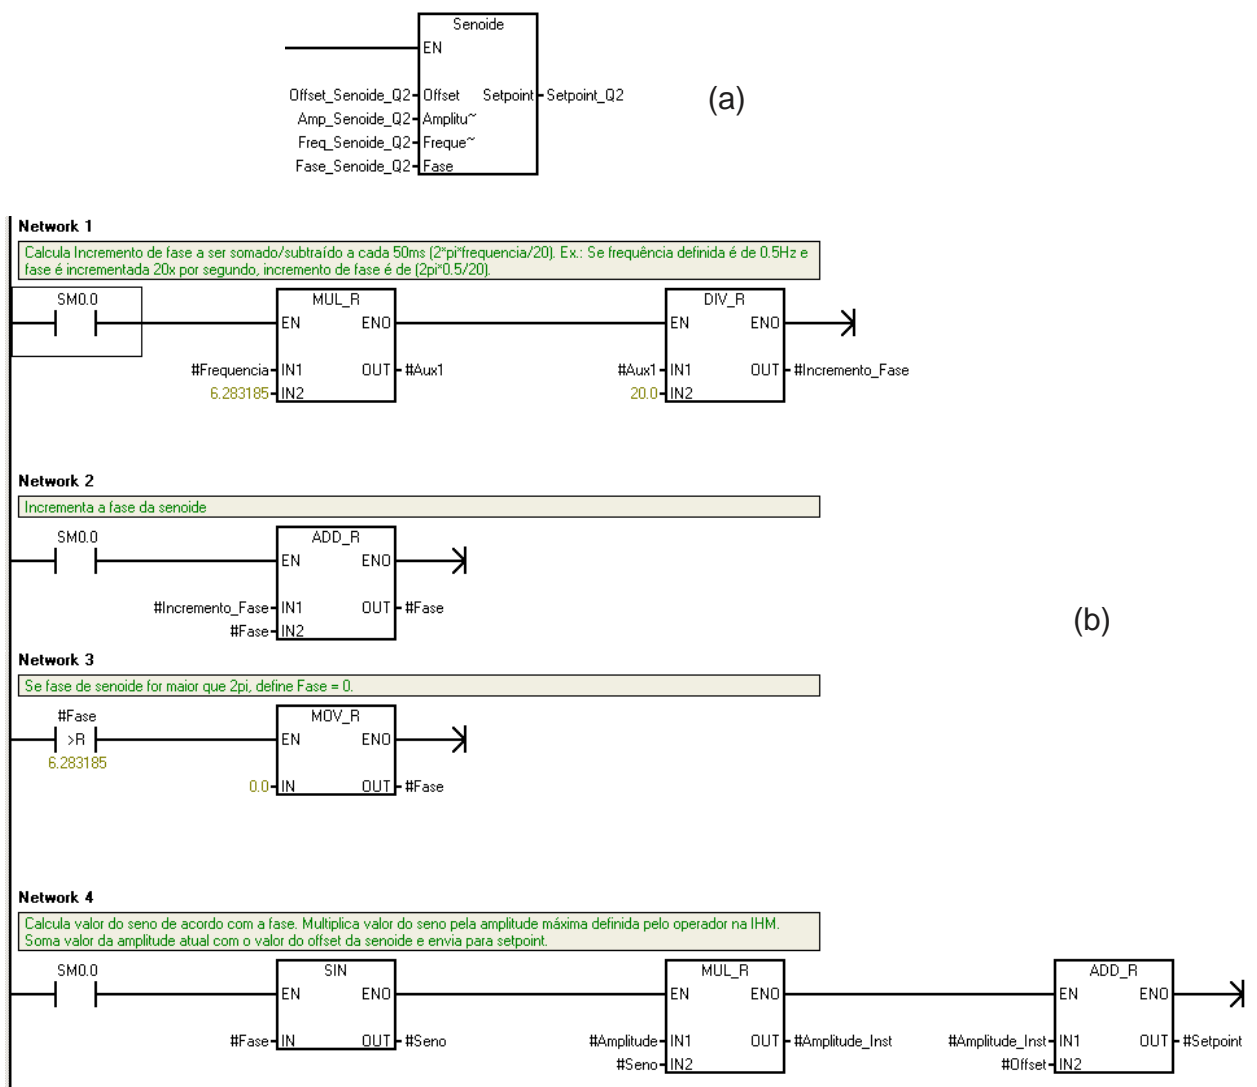 Senoide
EN
Offset_Senoide_Q2 Offset Setpoint Setpoint_Q2
Amp_Senoide_Q2 Amplitu~
Freq_Senoide_Q2 Freque~
Fase_Senoide_Q2 Fase
(a)
Network 1
Calcula Incremento de fase a ser somado/subtraído a cada 50ms (2*pi*frequencia/20). Ex.: Se frequência definida é de 0.5Hz e
fase é incrementada 20x por segundo, incremento de fase é de (2pi*0.5/20).
SM0.0 MUL_R DIV_R
EN ENO EN ENO
#Frequencia IN1 OUT #Aux1 #Aux1 IN1 OUT #Incremento_Fase
6.283185 IN2 20.0 IN2
Network 2
Incrementa a fase da senoide
SM0.0 ADD_R
EN ENO
#Incremento_Fase IN1 OUT #Fase
#Fase IN2
(b)
Network 3
Se fase de senoide for maior que 2pi, define Fase = 0.
#Fase MOV_R
>R EN ENO
6.283185
0.0 IN OUT #Fase
Network 4
Calcula valor do seno de acordo com a fase. Multiplica valor do seno pela amplitude máxima definida pelo operador na IHM.
Soma valor da amplitude atual com o valor do offset da senoide e envia para setpoint.
SM0.0 SIN MUL_R ADD_R
EN ENO EN ENO EN ENO
#Fase IN OUT #Seno #Amplitude IN1 OUT #Amplitude_Inst #Amplitude_Inst IN1 OUT #Setpoint
#Seno IN2 #Offset IN2